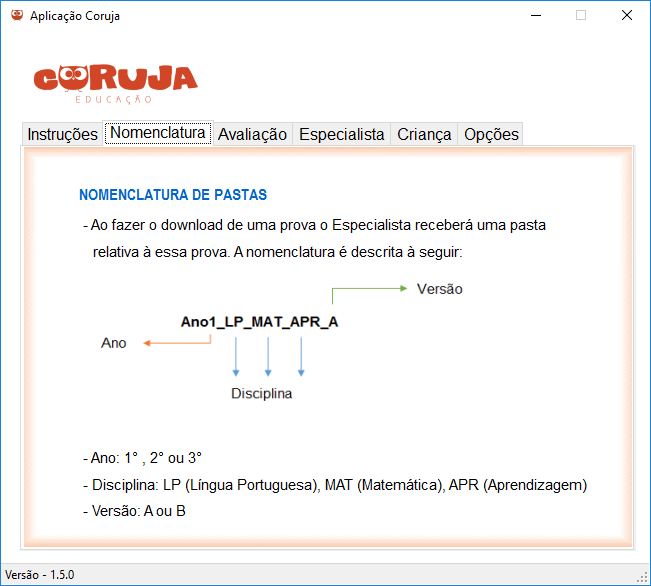 Aplicação Coruja
CORUJA
EDUCAÇÃO
Instruções Nomenclatura Avaliação Especialista Criança Opções
NOMENCLATURA DE PASTAS
- Ao fazer o download de uma prova o Especialista receberá uma pasta
relativa à essa prova. A nomenclatura é descrita à seguir:
Versão
Ano1_LP_MAT_APR_A
Ano
Disciplina
- Ano: 1° , 2° ou 3°
- Disciplina: LP (Língua Portuguesa), MAT (Matemática), APR (Aprendizagem)
- Versão: A ou B
Versão - 1.5.0